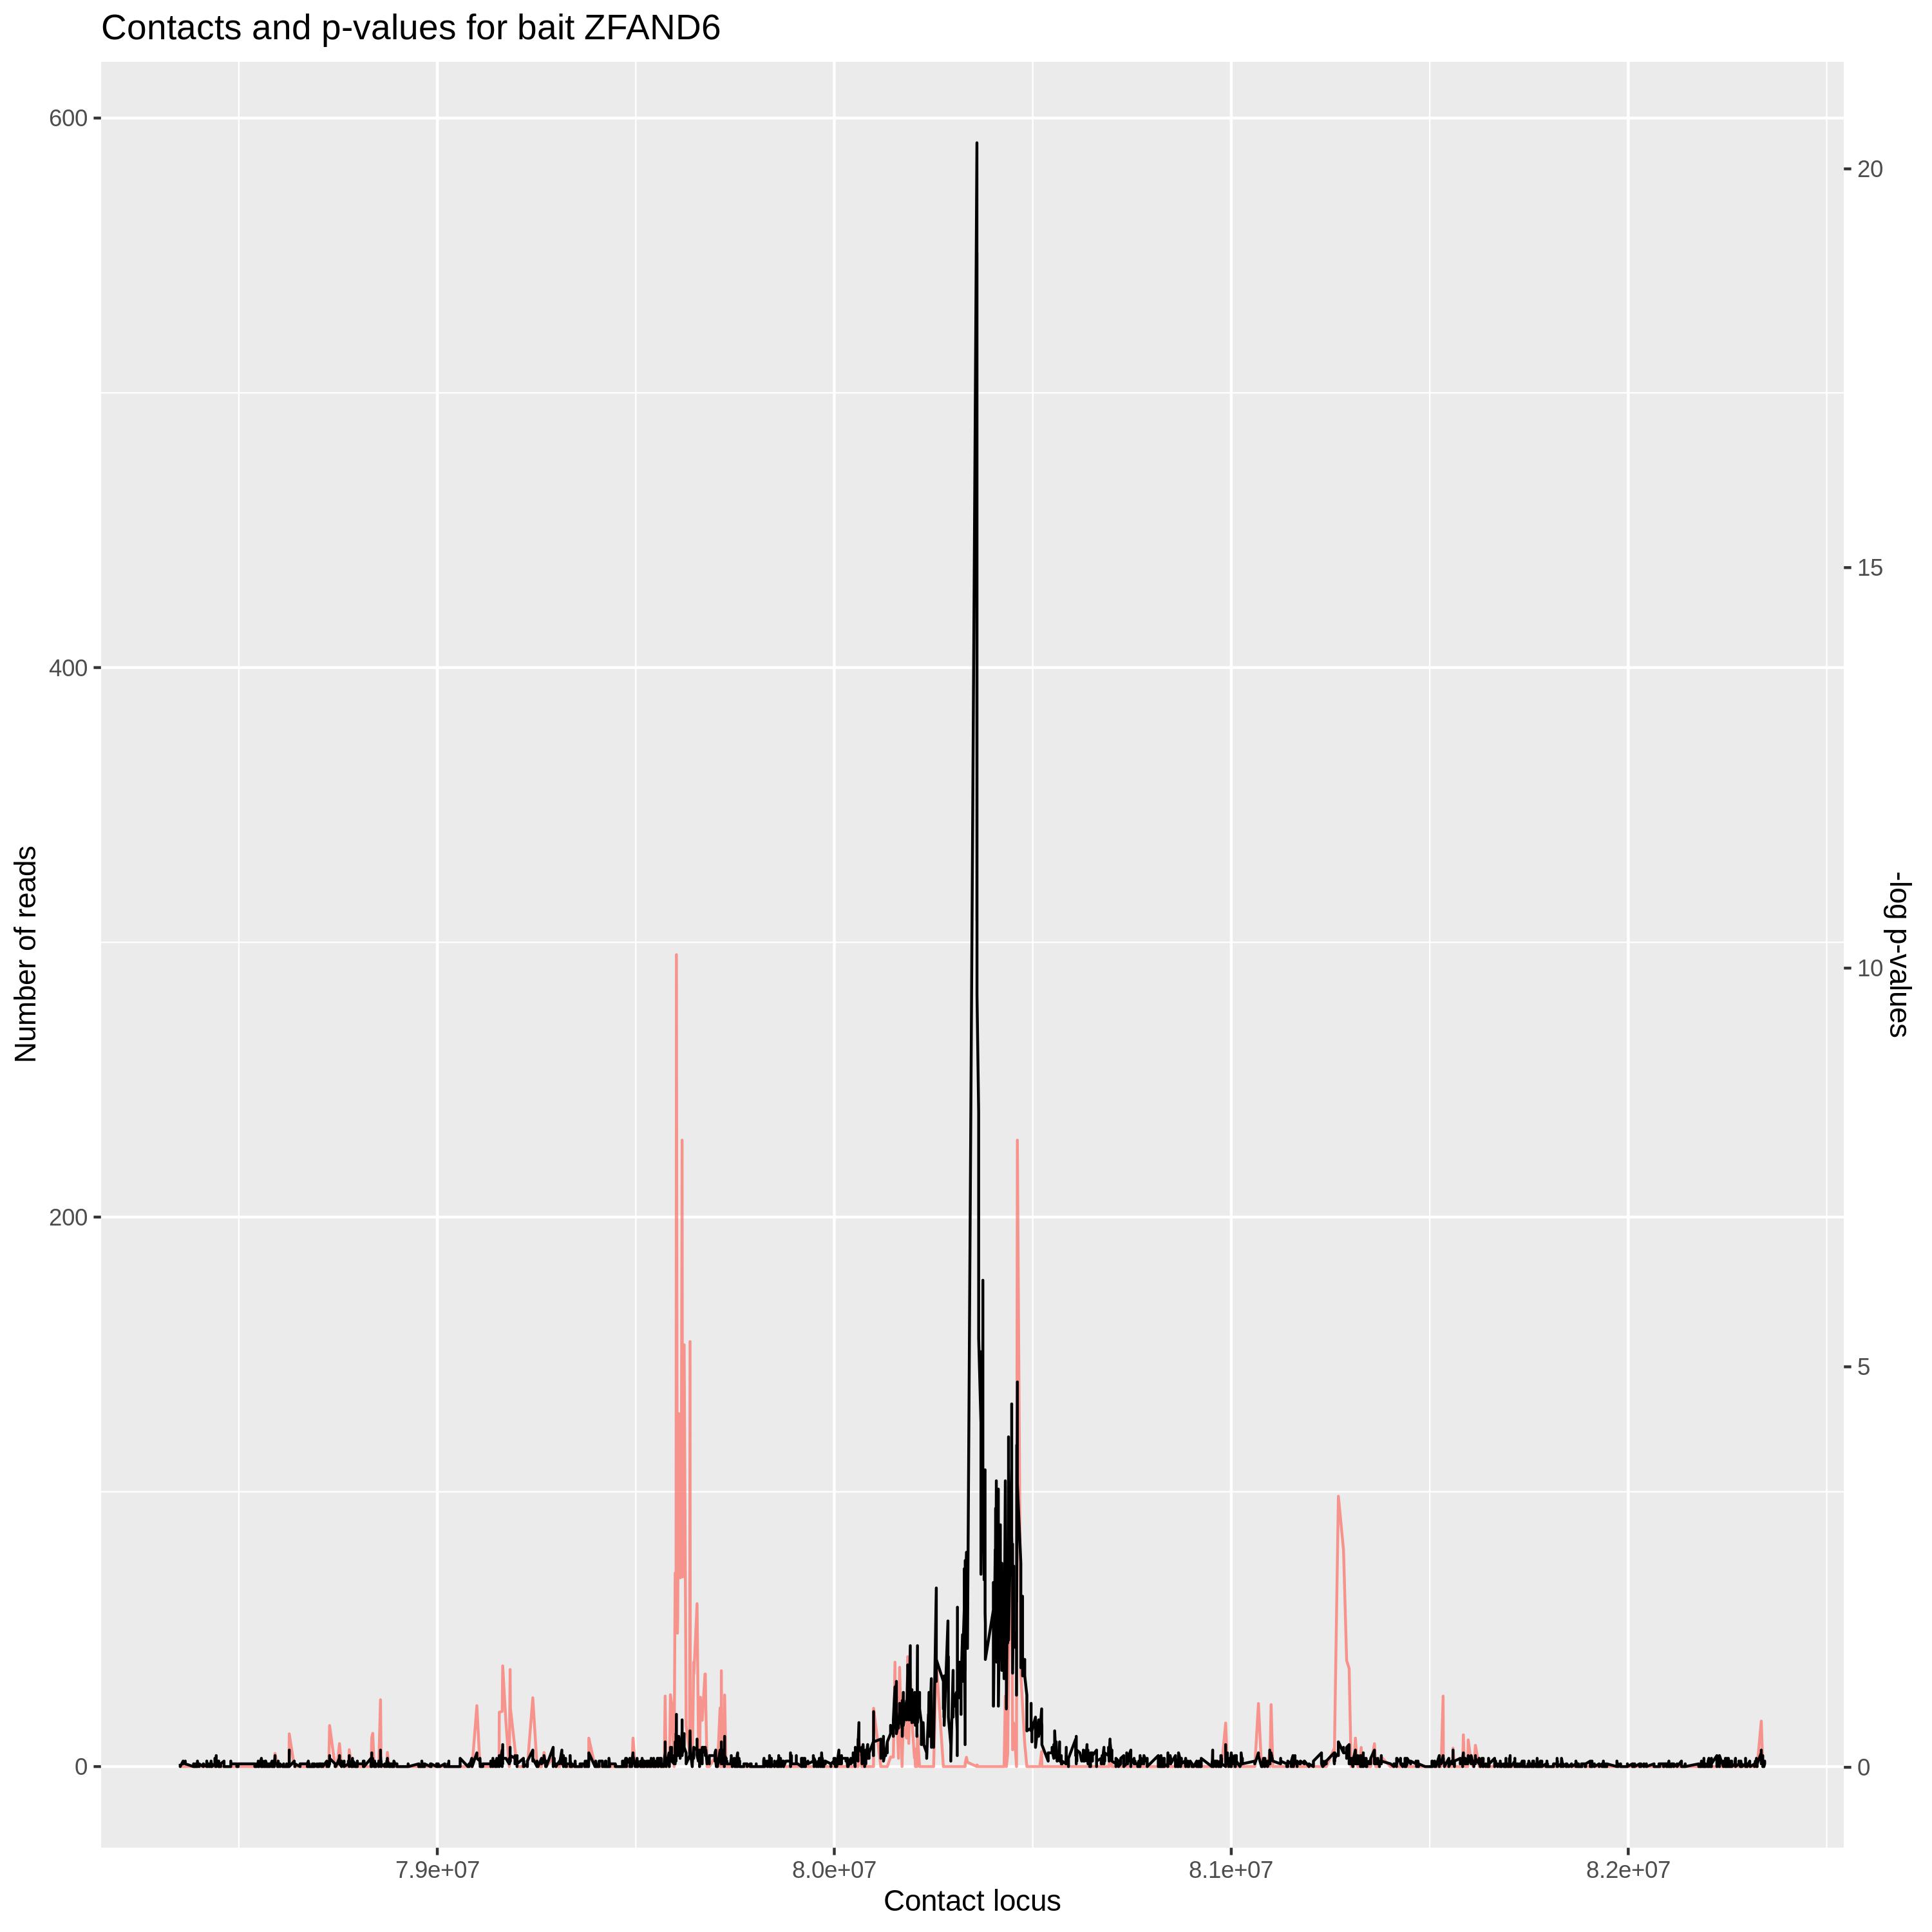 Contacts and p-values for bait ZFAND6
600
400
200
0
20
15
10
5
0
Number of reads
-log p-values
7.9e+07
8.0e+07
8.1e+07
8.2e+07
Contact locus